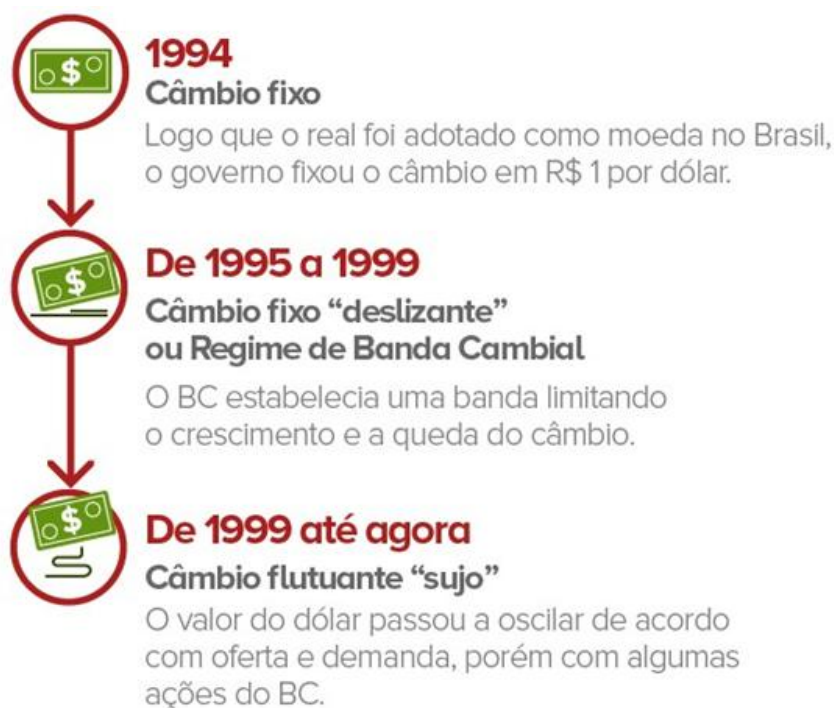 1994
Câmbio fixo
Logo que o real foi adotado como moeda no Brasil,
o governo fixou o câmbio em R$ 1 por dólar.
De 1995 a 1999
Câmbio fixo “deslizante”
ou Regime de Banda Cambial
O BC estabelecia uma banda limitando
o crescimento e a queda do câmbio.
De 1999 até agora
Câmbio flutuante “sujo”
O valor do dólar passou a oscilar de acordo
com oferta e demanda, porém com algumas
ações do BC.